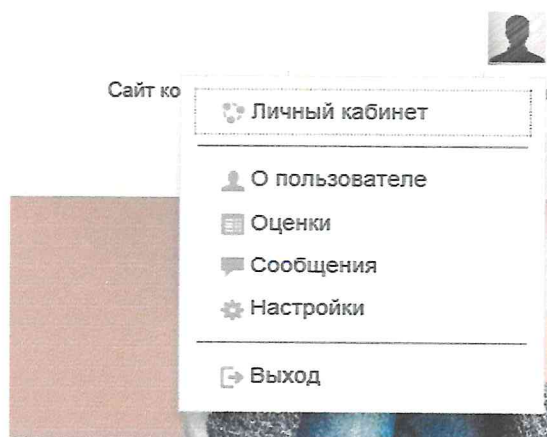 Сайт ко
Личный кабинет
О пользователе
Оценки
Сообщения
Настройки
Выход